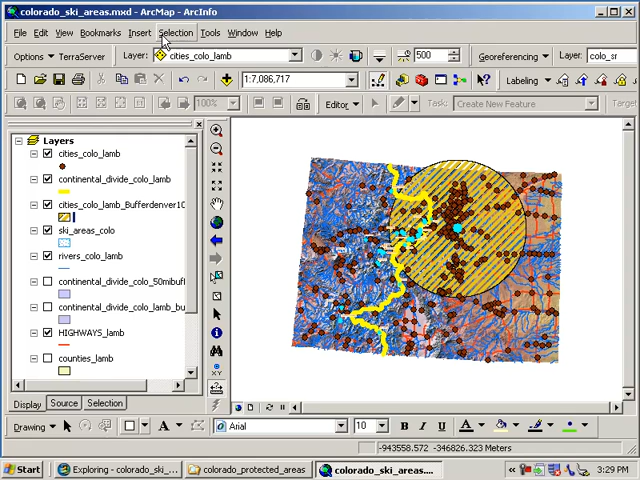 colorado_ski_areas.mxd - ArcMap - ArcInfo
File Edit View Bookmarks Insert Selection Tools Window Help
Options TerraServer Layer: cities_colo_lamb 500 Georeferencing Layer: colo_sr
1:7,086,717 Labeling
100% Editor Task: Create New Feature Target
Layers
cities_colo_lamb
continental_divide_colo_lamb
cities_colo_lamb_Bufferdenver10
ski_areas_colo
rivers_colo_lamb
continental_divide_colo_50mibuff
continental_divide_colo_lamb_bu
HIGHWAYS_lamb
counties_lamb
Display Source Selection
XY
Drawing A Arial 10 B I U A
-943558.572 -346826.323 Meters
Start Exploring - colorado_ski_... colorado_protected_areas colorado_ski_areas.... « 3:29 PM